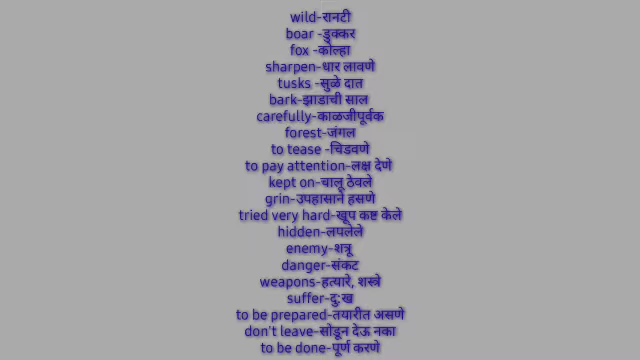 wild-रानटी
boar -डुक्कर
fox -कोल्हा
sharpen-धार लावणे
tusks -सुळे दात
bark-झाडाची साल
carefully-काळजीपूर्वक
forest-जंगल
to tease -चिडवणे
to pay attention-लक्ष देणे
kept on-चालू ठेवले
grin-उपहासाने हसणे
tried very hard-खूप कष्ट केले
hidden-लपलेले
enemy-शत्रू
danger-संकट
weapons-हत्यारे, शस्त्रे
suffer-दु:ख
to be prepared-तयारीत असणे
don't leave-सोडून देऊ नका
to be done-पूर्ण करणे